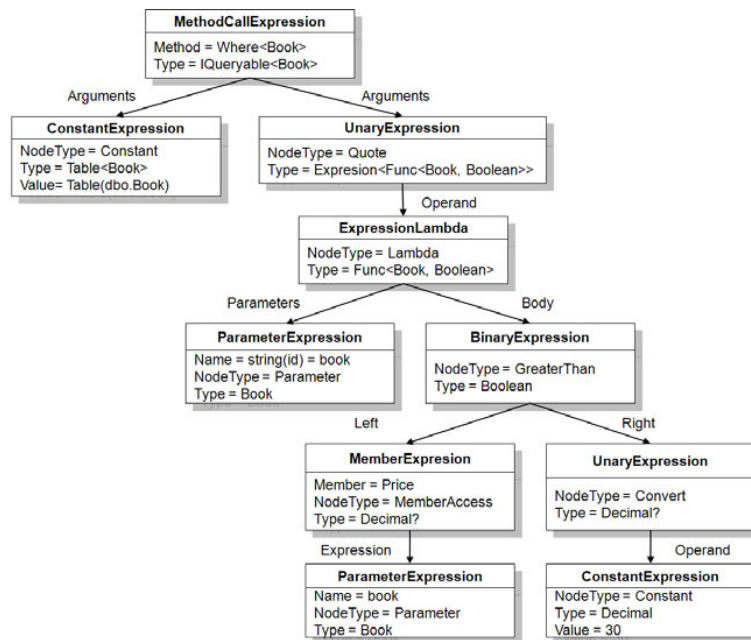 MethodCallExpression
Method = Where<Book>
Type = IQueryable<Book>
Arguments
Arguments
ConstantExpression
NodeType = Constant
Type = Table<Book>
Value= Table(dbo.Book)
UnaryExpression
NodeType = Quote
Type = Expresion<Func<Book, Boolean>>
Operand
ExpressionLambda
NodeType = Lambda
Type = Func<Book, Boolean>
Parameters
Body
ParameterExpression
Name = string(id) = book
NodeType = Parameter
Type = Book
BinaryExpression
NodeType = GreaterThan
Type = Boolean
Left
Right
MemberExpresion
Member = Price
NodeType = MemberAccess
Type = Decimal?
UnaryExpression
NodeType = Convert
Type = Decimal?
Expression
Operand
ParameterExpression
Name = book
NodeType = Parameter
Type = Book
ConstantExpression
NodeType = Constant
Type = Decimal
Value = 30